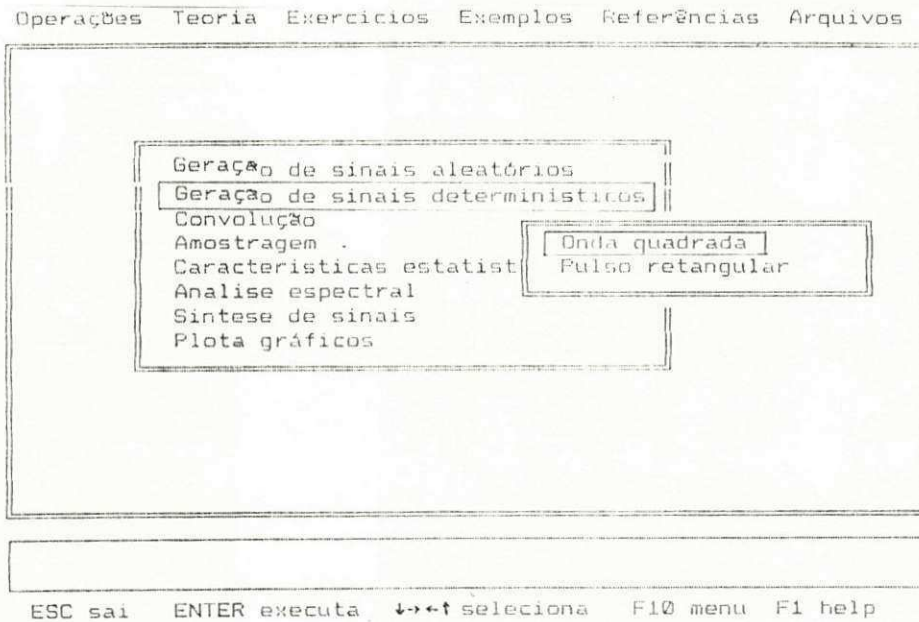 Operações Teoria Exercicios Exemplos Referências Arquivos
Geração de sinais aleatórios
Geração de sinais deterministicos
Convolução
Amostragem
Caracteristicas estatist
Onda quadrada
Pulso retangular
Analise espectral
Sintese de sinais
Plota gráficos
ESC sai ENTER executa ↓→←↑ seleciona F10 menu F1 help